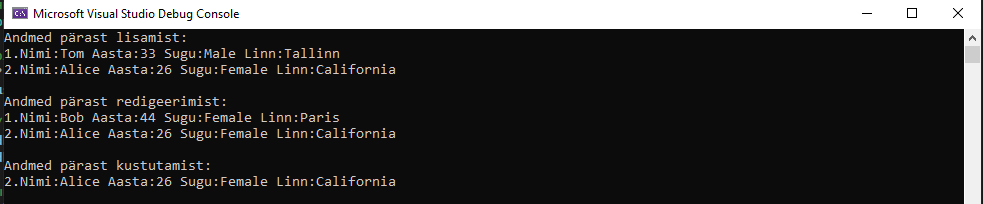 Microsoft Visual Studio Debug Console
Andmed pärast lisamist:
1.Nimi:Tom Aasta:33 Sugu:Male Linn:Tallinn
2.Nimi:Alice Aasta:26 Sugu:Female Linn:California
Andmed pärast redigeerimist:
1.Nimi:Bob Aasta:44 Sugu:Female Linn:Paris
2.Nimi:Alice Aasta:26 Sugu:Female Linn:California
Andmed pärast kustutamist:
2.Nimi:Alice Aasta:26 Sugu:Female Linn:California